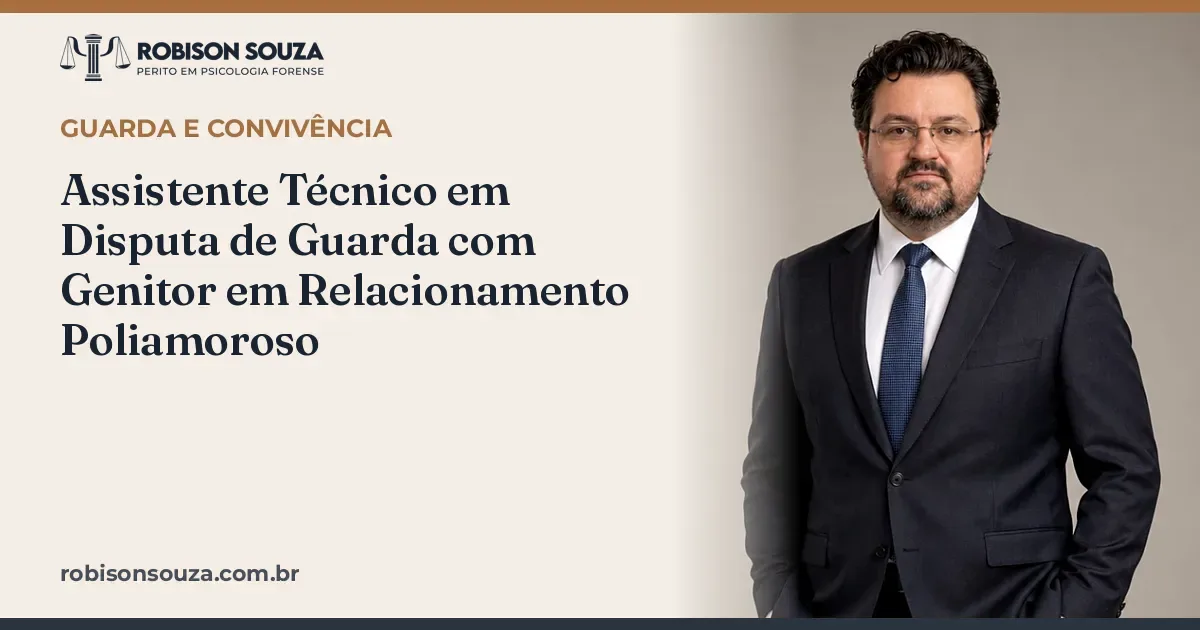 ROBISON SOUZA
PERITO EM PSICOLOGIA FORENSE
GUARDA E CONVIVÊNCIA
Assistente Técnico em
Disputa de Guarda com
Genitor em Relacionamento
Poliamoroso
robisonsouza.com.br